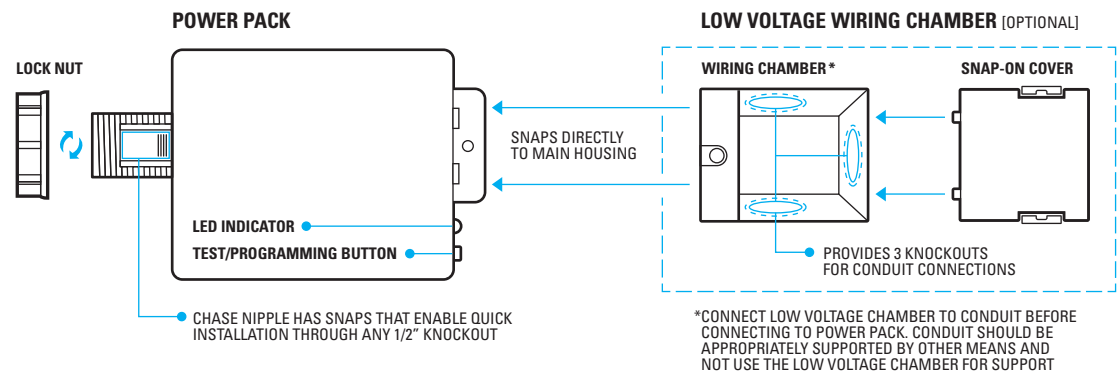 POWER PACK
LOCK NUT
LED INDICATOR
TEST/PROGRAMMING BUTTON
CHASE NIPPLE HAS SNAPS THAT ENABLE QUICK
INSTALLATION THROUGH ANY 1/2” KNOCKOUT
SNAPS DIRECTLY
TO MAIN HOUSING
LOW VOLTAGE WIRING CHAMBER [OPTIONAL]
WIRING CHAMBER*
SNAP-ON COVER
PROVIDES 3 KNOCKOUTS
FOR CONDUIT CONNECTIONS
*CONNECT LOW VOLTAGE CHAMBER TO CONDUIT BEFORE
CONNECTING TO POWER PACK. CONDUIT SHOULD BE
APPROPRIATELY SUPPORTED BY OTHER MEANS AND
NOT USE THE LOW VOLTAGE CHAMBER FOR SUPPORT